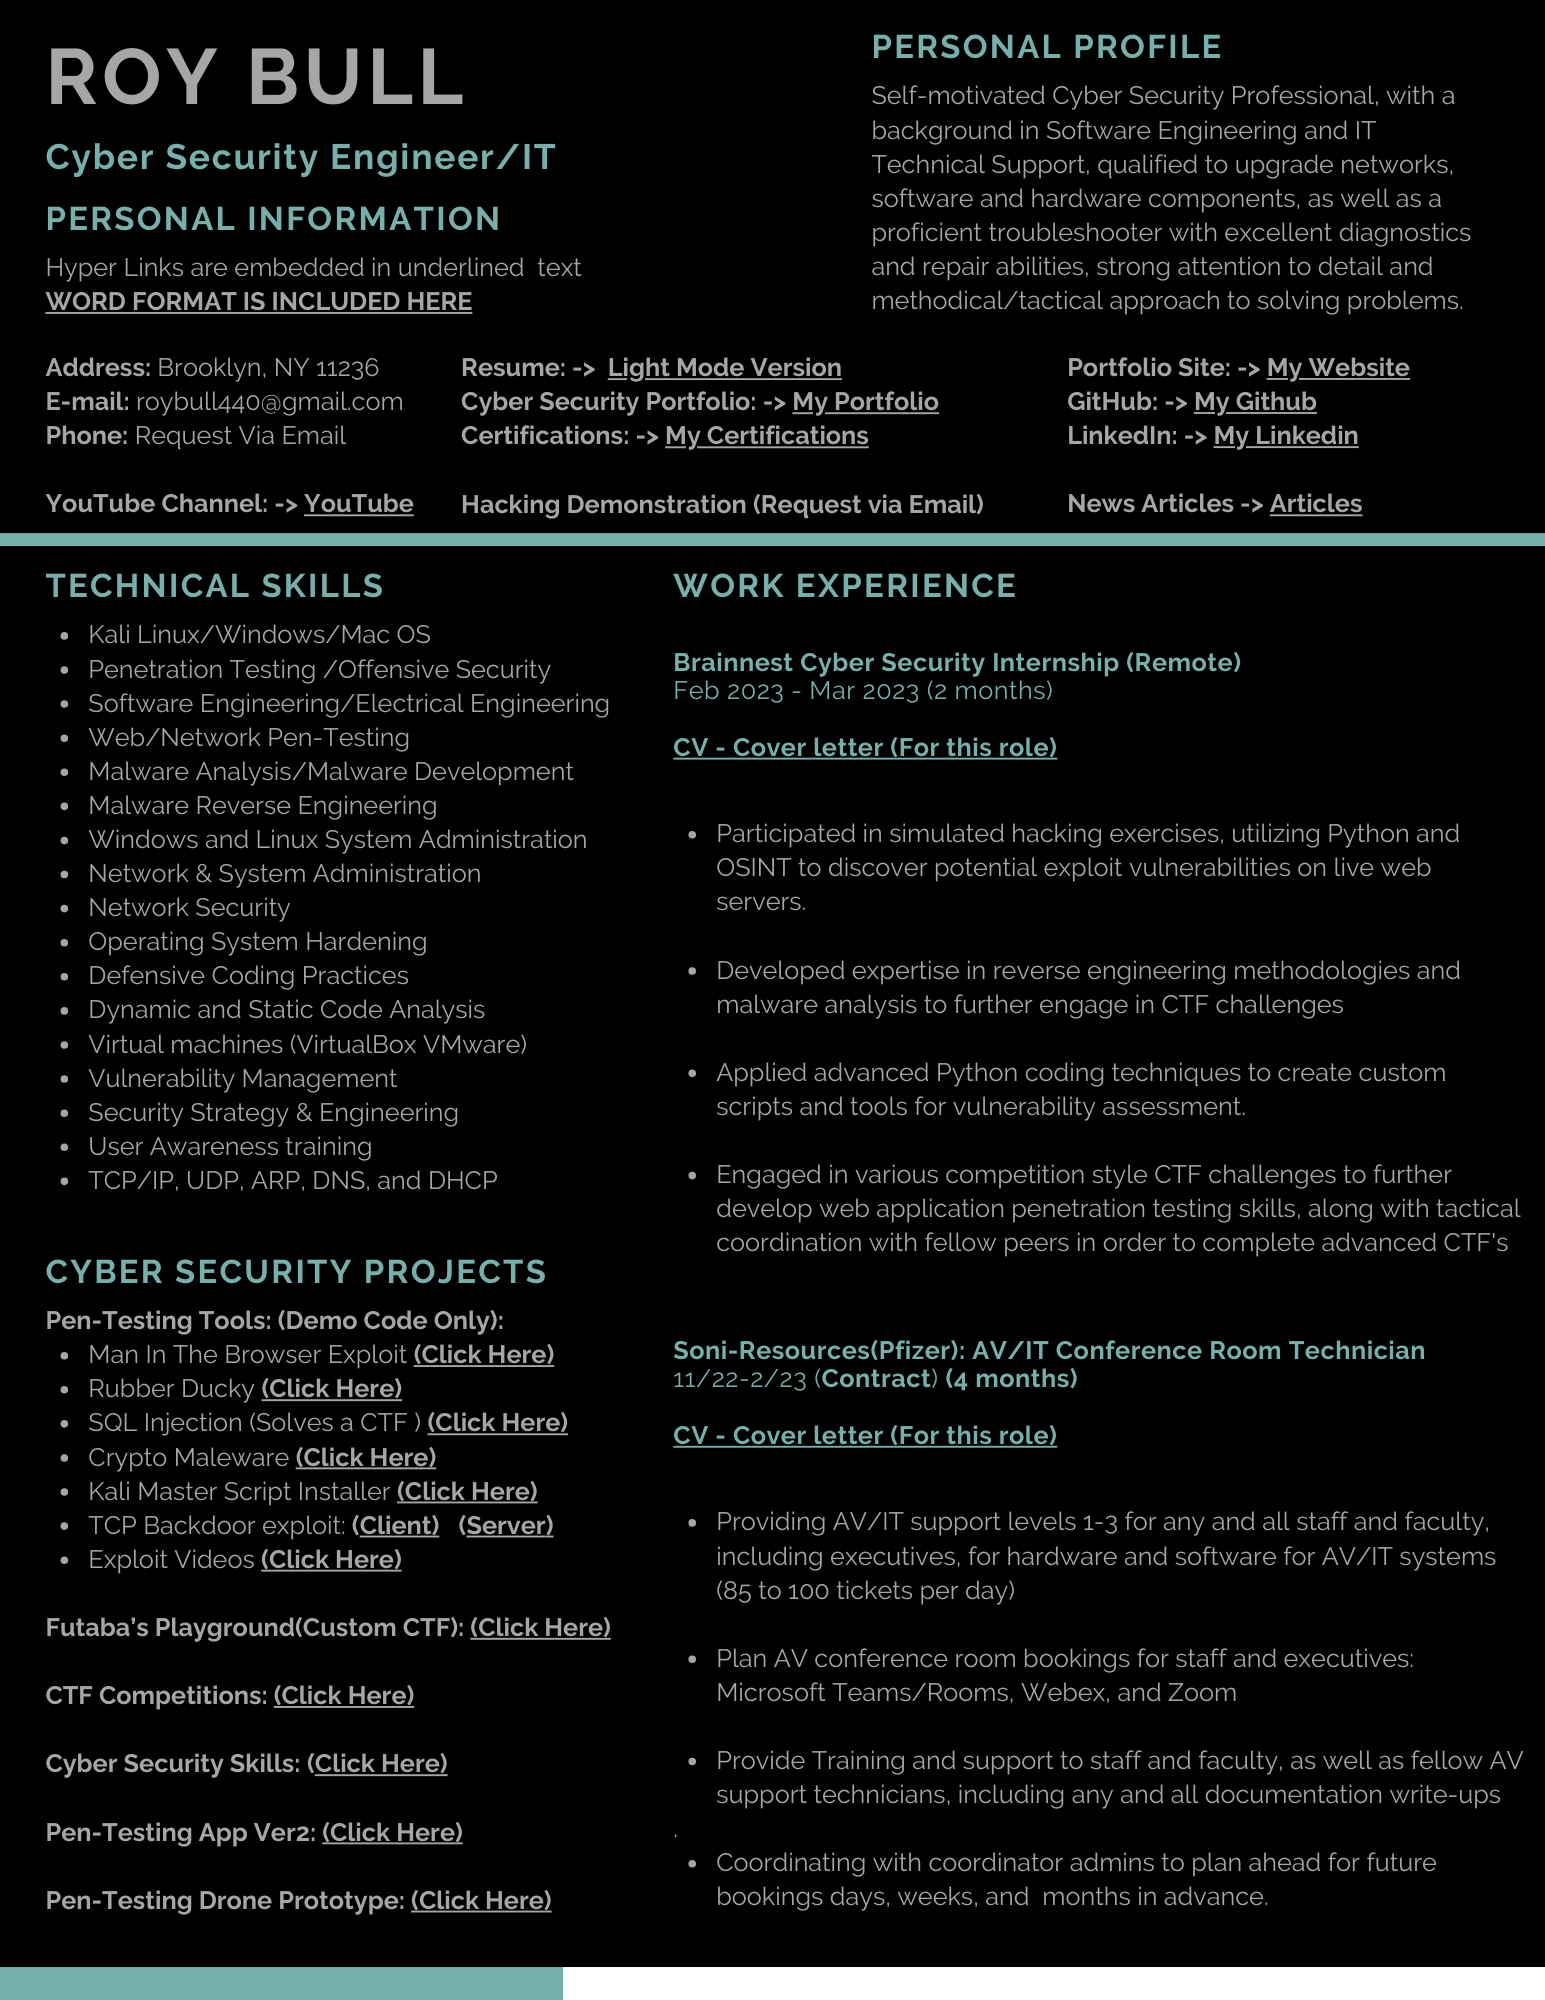 ROY BULL
Cyber Security Engineer/IT
PERSONAL INFORMATION
Hyper Links are embedded in underlined  text
WORD FORMAT IS INCLUDED HERE
PERSONAL PROFILE
Self-motivated Cyber Security Professional, with a
background in Software Engineering and IT
Technical Support, qualified to upgrade networks,
software and hardware components, as well as a
proficient troubleshooter with excellent diagnostics
and repair abilities, strong attention to detail and
methodical/tactical approach to solving problems.
Address: Brooklyn, NY 11236
E-mail: roybull440@gmail.com
Phone: Request Via Email
YouTube Channel: -> YouTube
Resume: ->  Light Mode Version
Cyber Security Portfolio: -> My Portfolio
Certifications: -> My Certifications
Hacking Demonstration (Request via Email)
Portfolio Site: -> My Website
GitHub: -> My Github
LinkedIn: -> My Linkedin
News Articles -> Articles
TECHNICAL SKILLS
• Kali Linux/Windows/Mac OS
• Penetration Testing /Offensive Security
• Software Engineering/Electrical Engineering
• Web/Network Pen-Testing
• Malware Analysis/Malware Development
• Malware Reverse Engineering
• Windows and Linux System Administration
• Network & System Administration
• Network Security
• Operating System Hardening
• Defensive Coding Practices
• Dynamic and Static Code Analysis
• Virtual machines (VirtualBox VMware)
• Vulnerability Management
• Security Strategy & Engineering
• User Awareness training
• TCP/IP, UDP, ARP, DNS, and DHCP
CYBER SECURITY PROJECTS
Pen-Testing Tools: (Demo Code Only):
• Man In The Browser Exploit (Click Here)
• Rubber Ducky (Click Here)
• SQL Injection (Solves a CTF ) (Click Here)
• Crypto Maleware (Click Here)
• Kali Master Script Installer (Click Here)
• TCP Backdoor exploit: (Client)   (Server)
• Exploit Videos (Click Here)
Futaba’s Playground(Custom CTF): (Click Here)
CTF Competitions: (Click Here)
Cyber Security Skills: (Click Here)
Pen-Testing App Ver2: (Click Here)
Pen-Testing Drone Prototype: (Click Here)
WORK EXPERIENCE
Brainnest Cyber Security Internship (Remote)
Feb 2023 - Mar 2023 (2 months)
CV - Cover letter (For this role)
• Participated in simulated hacking exercises, utilizing Python and
OSINT to discover potential exploit vulnerabilities on live web
servers.
• Developed expertise in reverse engineering methodologies and
malware analysis to further engage in CTF challenges
• Applied advanced Python coding techniques to create custom
scripts and tools for vulnerability assessment.
• Engaged in various competition style CTF challenges to further
develop web application penetration testing skills, along with tactical
coordination with fellow peers in order to complete advanced CTF's
Soni-Resources(Pfizer): AV/IT Conference Room Technician
11/22-2/23 (Contract) (4 months)
CV - Cover letter (For this role)
• Providing AV/IT support levels 1-3 for any and all staff and faculty,
including executives, for hardware and software for AV/IT systems
(85 to 100 tickets per day)
• Plan AV conference room bookings for staff and executives:
Microsoft Teams/Rooms, Webex, and Zoom
• Provide Training and support to staff and faculty, as well as fellow AV
support technicians, including any and all documentation write-ups
.
• Coordinating with coordinator admins to plan ahead for future
bookings days, weeks, and  months in advance.